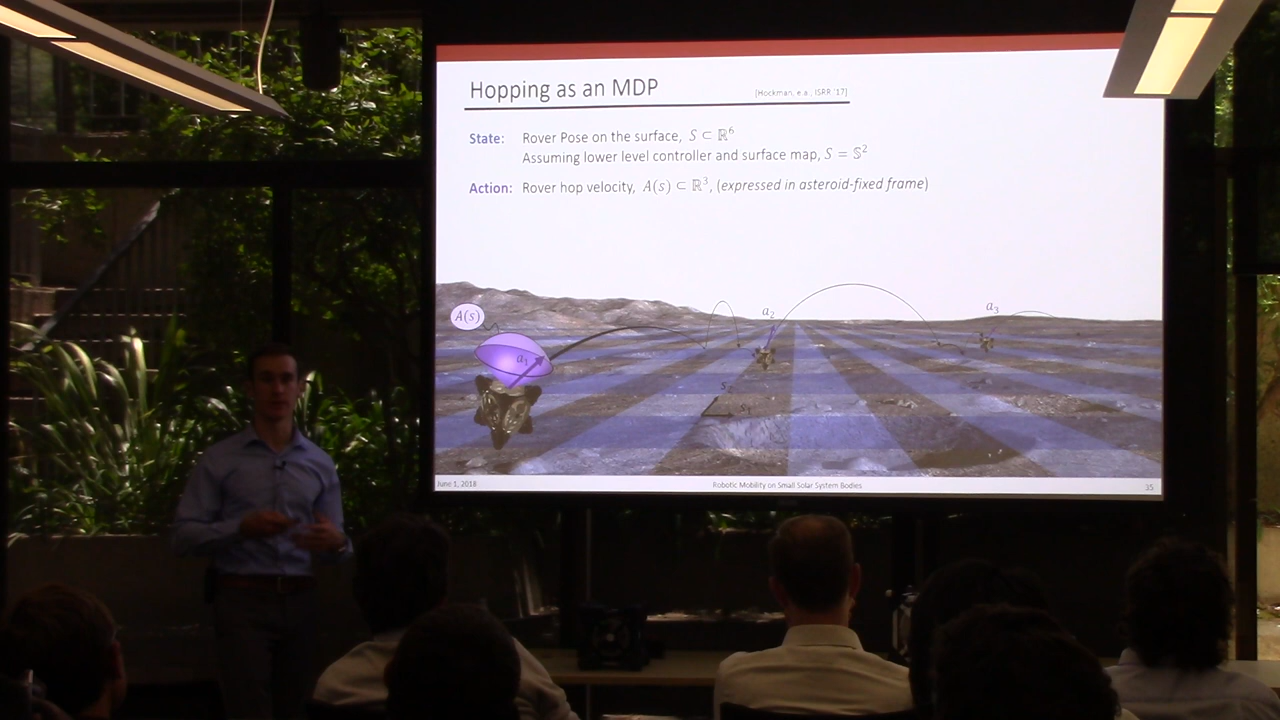 Hopping as an MDP
[Hockman, e.a., ISRR '17]
State: Rover Pose on the surface, S ⊂ ℝ⁶
Assuming lower level controller and surface map, S = 𝕊²
Action: Rover hop velocity, A(s) ⊂ ℝ³, (expressed in asteroid-fixed frame)
A(s)
a₁
a₂
a₃
s₂
s₁
June 1, 2018
Robotic Mobility on Small Solar System Bodies
35